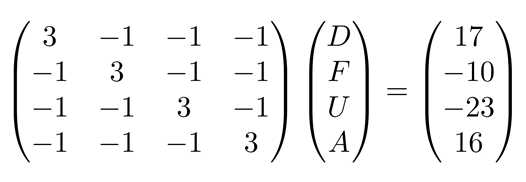 3 −1 −1 −1 D 17
−1 3 −1 −1 F −10
−1 −1 3 −1 U = −23
−1 −1 −1 3 A 16